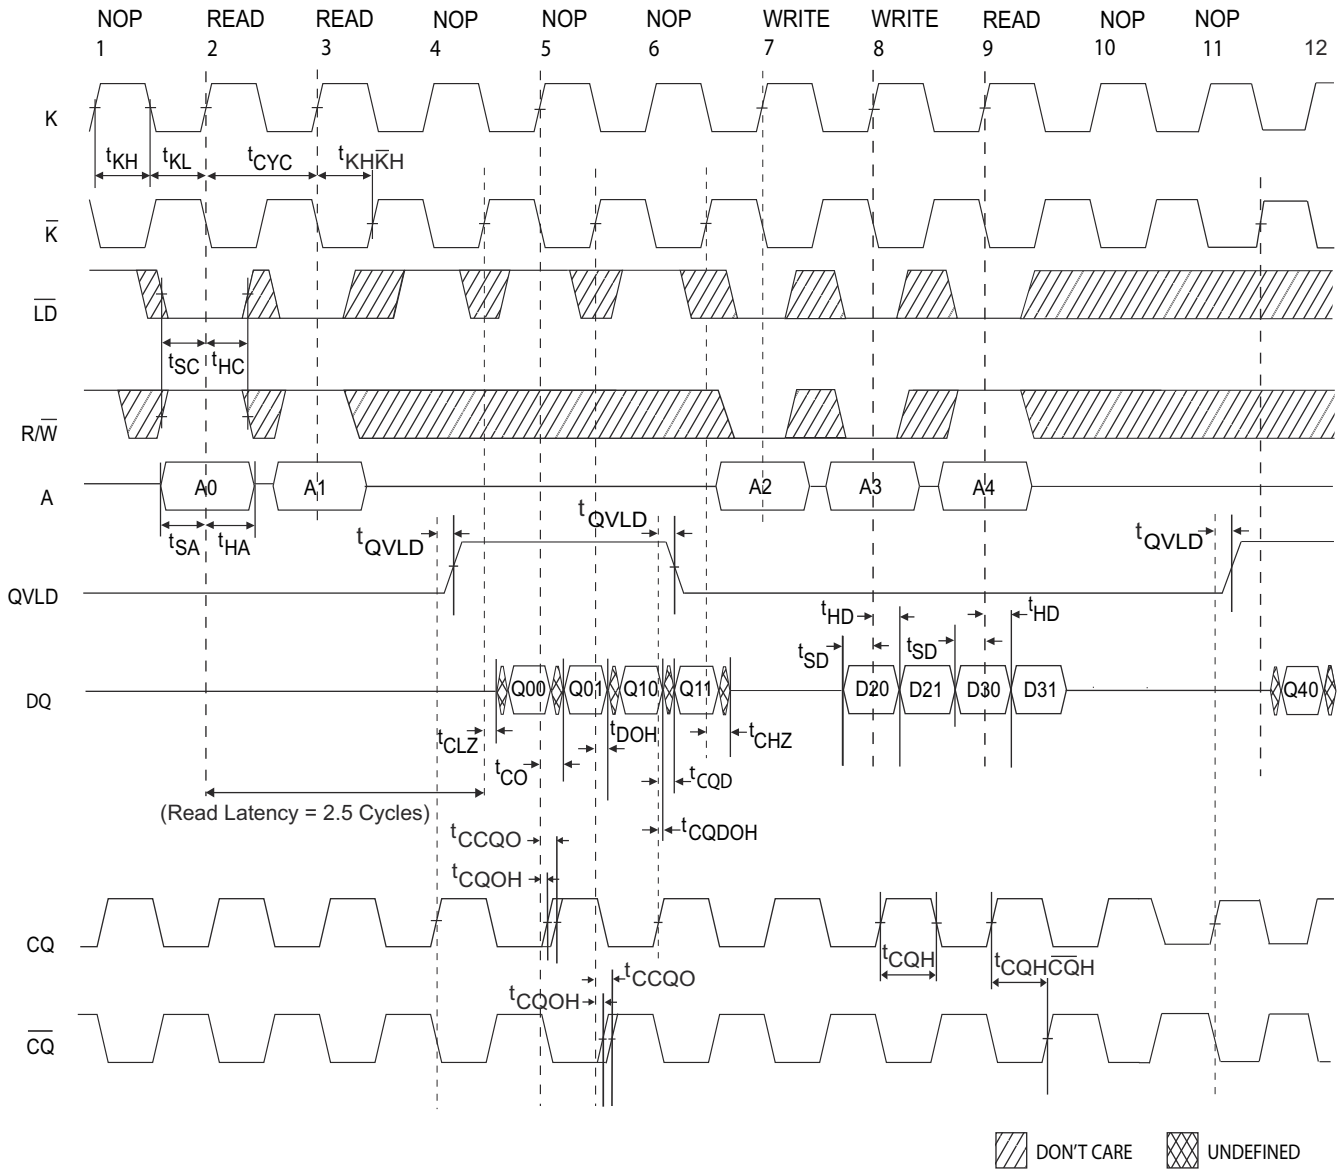 NOP READ READ NOP NOP NOP WRITE WRITE READ NOP NOP
1 2 3 4 5 6 7 8 9 10 11 12
K
tKH tKL tCYC tKHK̅H
K̅
L̅D̅
tSC tHC
R/W̅
A A0 A1 A2 A3 A4
tSA tHA tQVLD tQVLD tQVLD
QVLD
tHD tHD
tSD tSD
DQ Q00 Q01 Q10 Q11 D20 D21 D30 D31 Q40
tCLZ tDOH tCHZ
tCO tCQD
(Read Latency = 2.5 Cycles)
tCCQO tCQDOH
tCQOH
CQ
tCQH tCQHC̅Q̅H
tCCQO
tCQOH
C̅Q̅
DON'T CARE UNDEFINED